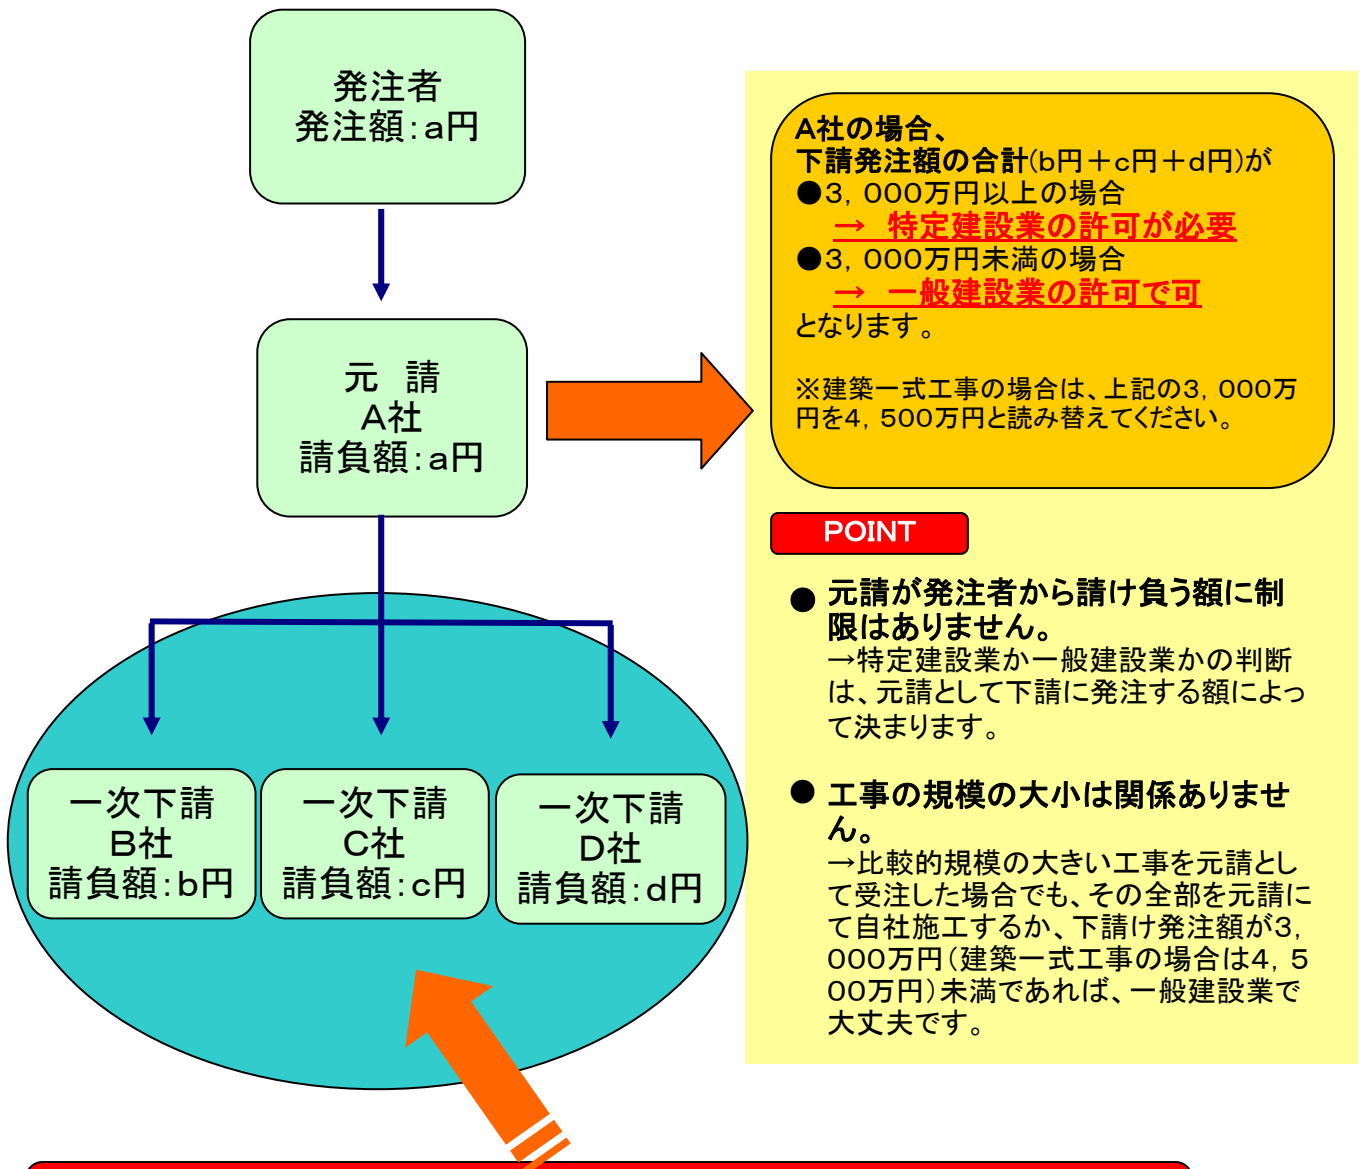 発注者
発注額：a円
元　請
A社
請負額：a円
一次下請
B社
請負額：b円
一次下請
C社
請負額：c円
一次下請
D社
請負額：d円
A社の場合、
下請発注額の合計(b円＋c円＋d円)が
●3，000万円以上の場合
→　特定建設業の許可が必要
●3，000万円未満の場合
→　一般建設業の許可で可
となります。
※建築一式工事の場合は、上記の3，000万
円を4，500万円と読み替えてください。
POINT
● 元請が発注者から請け負う額に制
限はありません。
→特定建設業か一般建設業かの判断
は、元請として下請に発注する額によっ
て決まります。
● 工事の規模の大小は関係ありませ
ん。
→比較的規模の大きい工事を元請とし
て受注した場合でも、その全部を元請に
て自社施工するか、下請け発注額が3，
000万円（建築一式工事の場合は4，5
00万円）未満であれば、一般建設業で
大丈夫です。